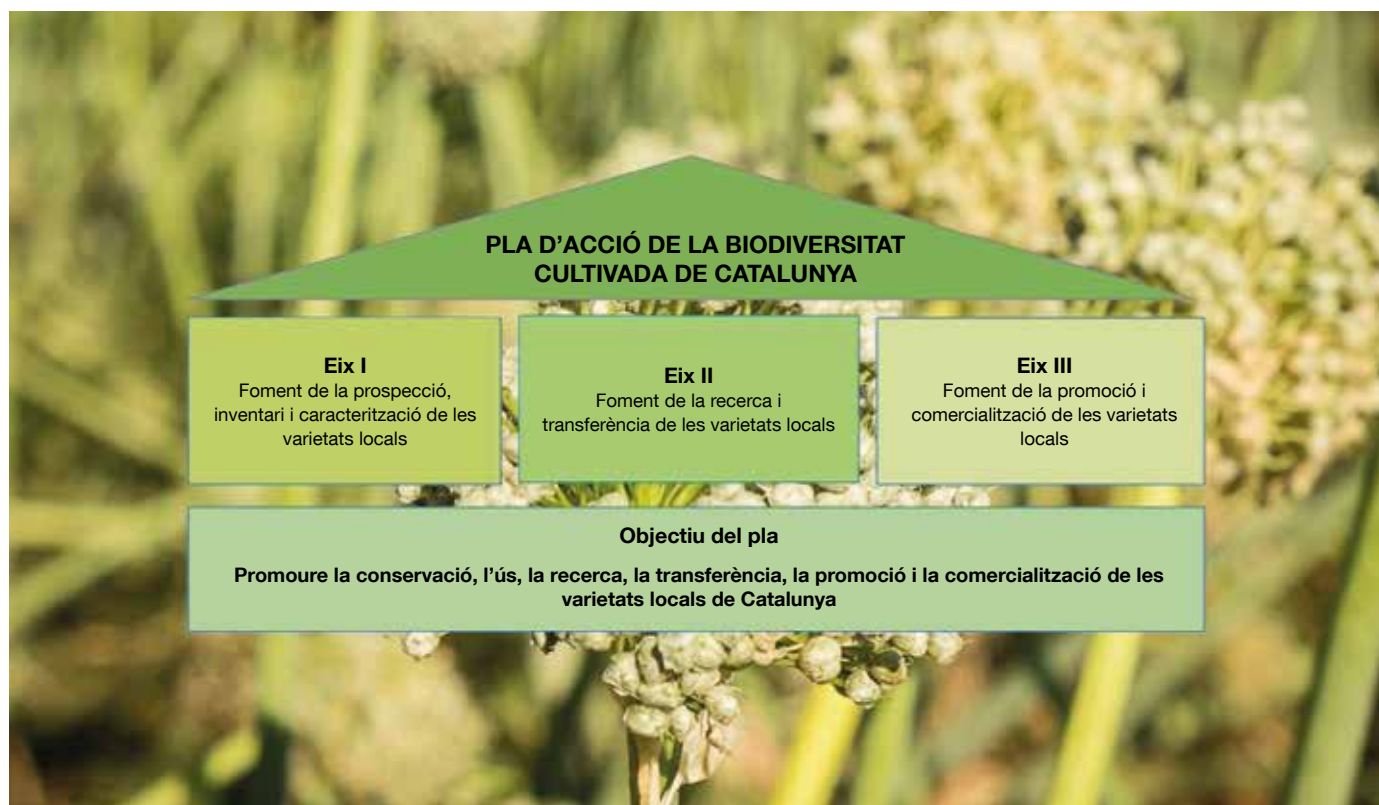 PLA D’ACCIÓ DE LA BIODIVERSITAT
CULTIVADA DE CATALUNYA
Eix I
Foment de la prospecció,
inventari i caracterització de les
varietats locals
Eix II
Foment de la recerca i
transferència de les varietats locals
Eix III
Foment de la promoció i
comercialització de les varietats
locals
Objectiu del pla
Promoure la conservació, l’ús, la recerca, la transferència, la promoció i la comercialització de les
varietats locals de Catalunya